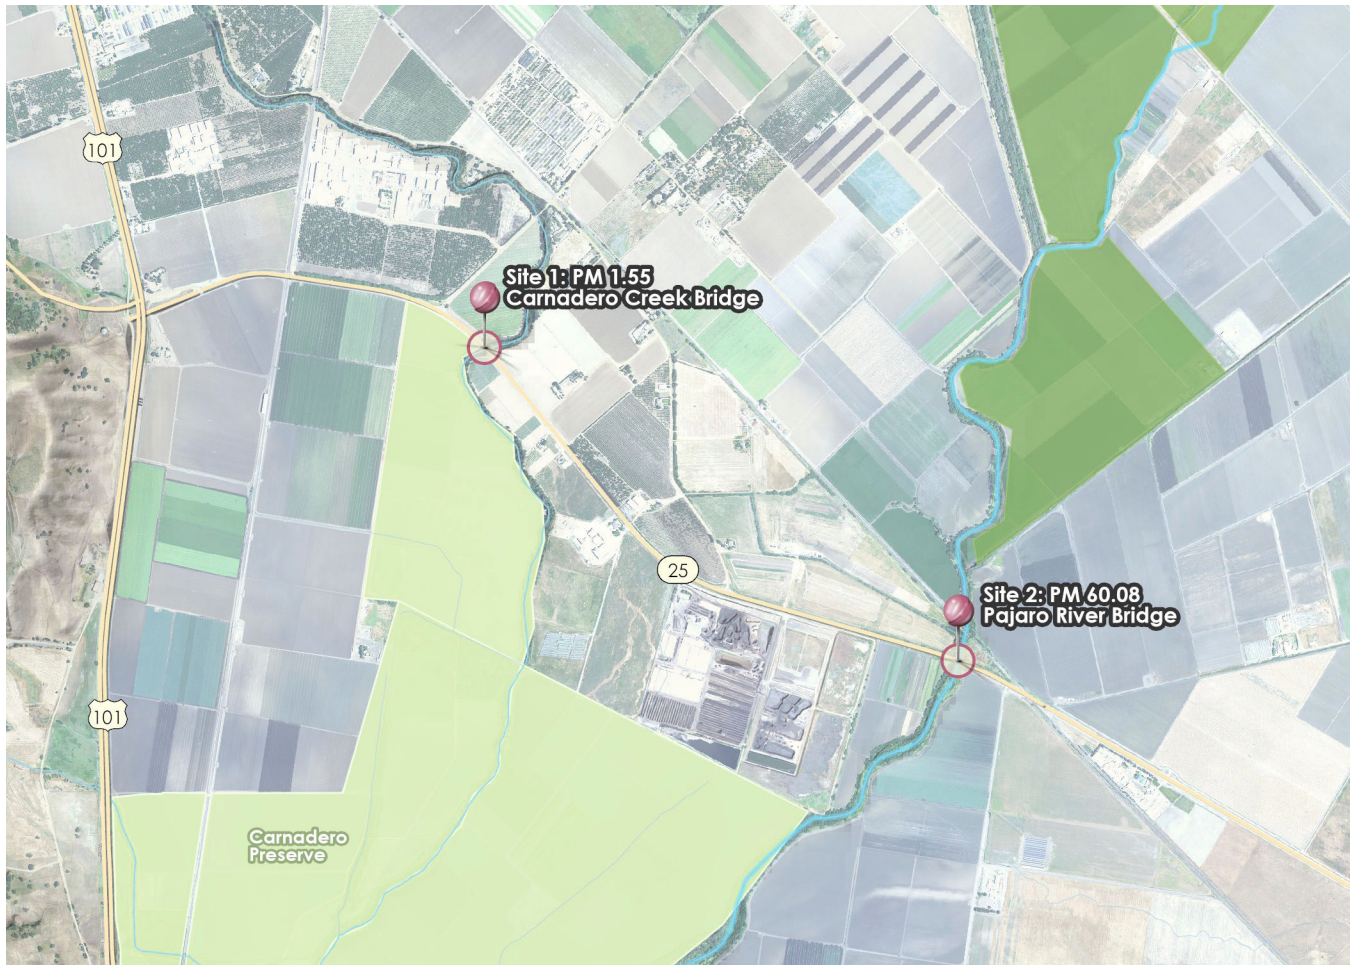 101
Site 1: PM 1.55
Carnadero Creek Bridge
25
Site 2: PM 60.08
Pajaro River Bridge
101
Carnadero
Preserve